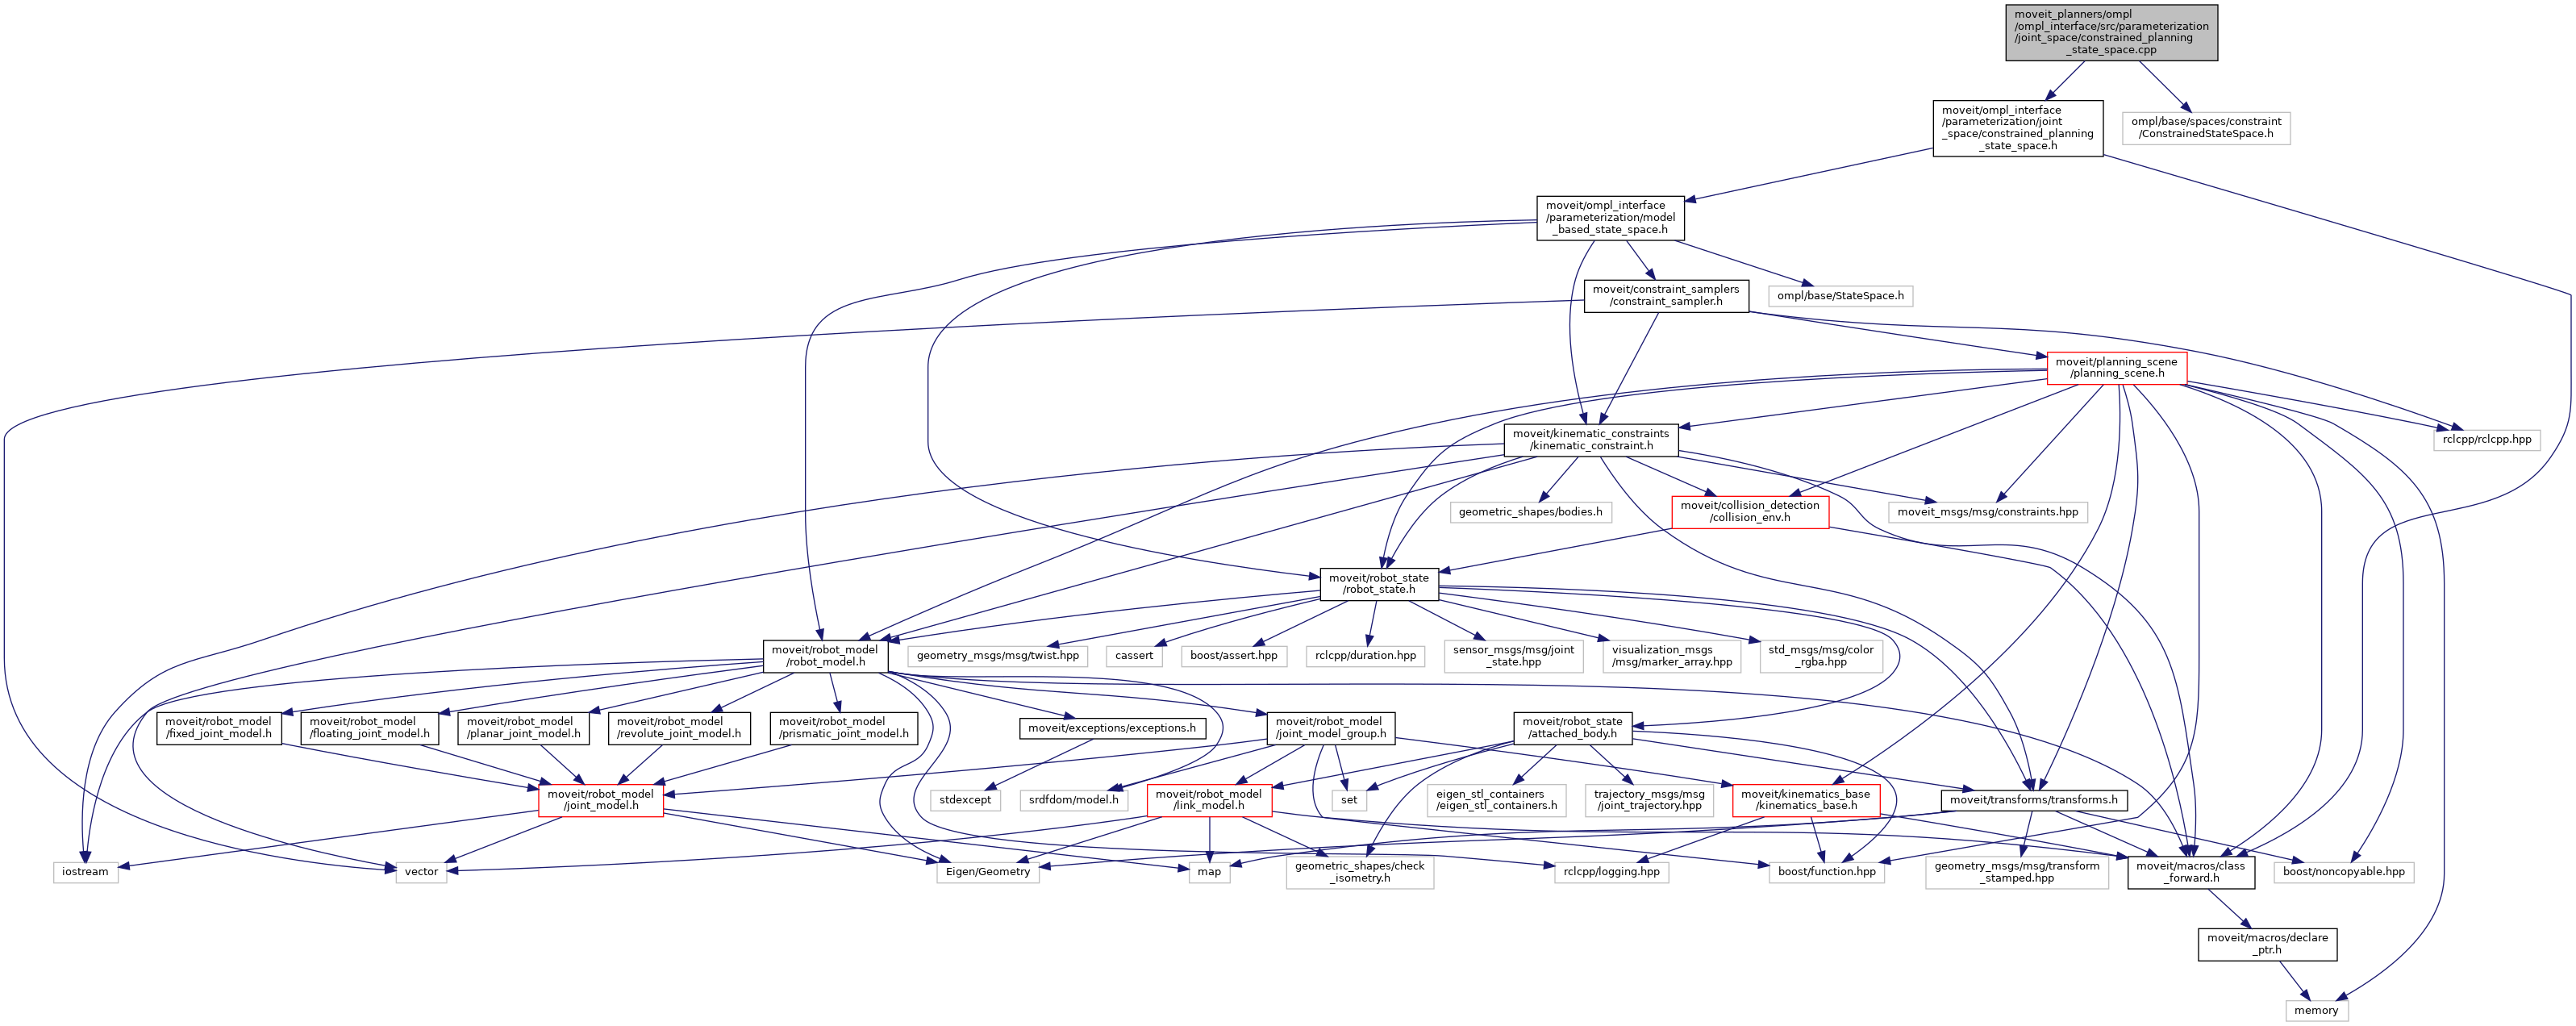 moveit_planners/ompl
/ompl_interface/src/parameterization
/joint_space/constrained_planning
_state_space.cpp
moveit/ompl_interface
/parameterization/joint
_space/constrained_planning
_state_space.h
ompl/base/spaces/constraint
/ConstrainedStateSpace.h
moveit/ompl_interface
/parameterization/model
_based_state_space.h
moveit/constraint_samplers
/constraint_sampler.h
ompl/base/StateSpace.h
moveit/planning_scene
/planning_scene.h
moveit/kinematic_constraints
/kinematic_constraint.h
rclcpp/rclcpp.hpp
geometric_shapes/bodies.h
moveit/collision_detection
/collision_env.h
moveit_msgs/msg/constraints.hpp
moveit/robot_state
/robot_state.h
moveit/robot_model
/robot_model.h
geometry_msgs/msg/twist.hpp
cassert
boost/assert.hpp
rclcpp/duration.hpp
sensor_msgs/msg/joint
_state.hpp
visualization_msgs
/msg/marker_array.hpp
std_msgs/msg/color
_rgba.hpp
moveit/robot_model
/fixed_joint_model.h
moveit/robot_model
/floating_joint_model.h
moveit/robot_model
/planar_joint_model.h
moveit/robot_model
/revolute_joint_model.h
moveit/robot_model
/prismatic_joint_model.h
moveit/exceptions/exceptions.h
moveit/robot_model
/joint_model_group.h
moveit/robot_state
/attached_body.h
moveit/robot_model
/joint_model.h
stdexcept
srdfdom/model.h
moveit/robot_model
/link_model.h
set
eigen_stl_containers
/eigen_stl_containers.h
trajectory_msgs/msg
/joint_trajectory.hpp
moveit/kinematics_base
/kinematics_base.h
moveit/transforms/transforms.h
iostream
vector
Eigen/Geometry
map
geometric_shapes/check
_isometry.h
rclcpp/logging.hpp
boost/function.hpp
geometry_msgs/msg/transform
_stamped.hpp
moveit/macros/class
_forward.h
boost/noncopyable.hpp
moveit/macros/declare
_ptr.h
memory